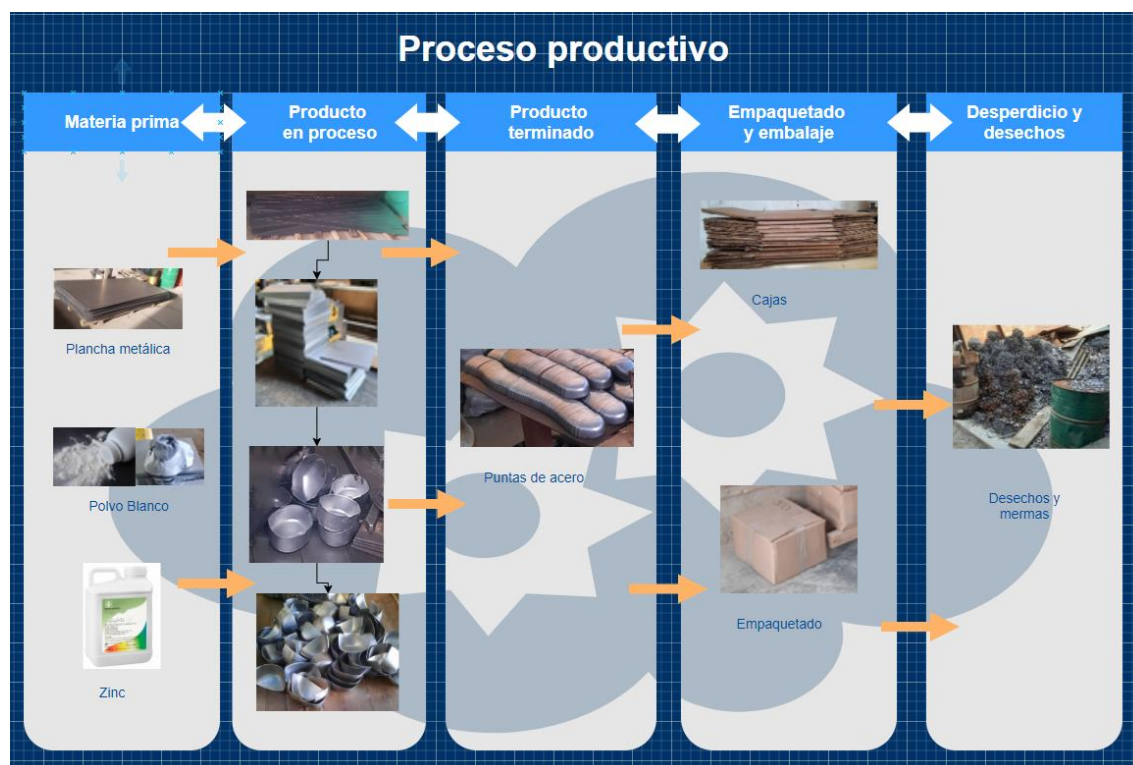 Proceso productivo
Materia prima
Producto
en proceso
Producto
terminado
Empaquetado
y embalaje
Desperdicio y
desechos
Plancha metálica
Polvo Blanco
Zinc
Puntas de acero
Cajas
Empaquetado
Desechos y
mermas